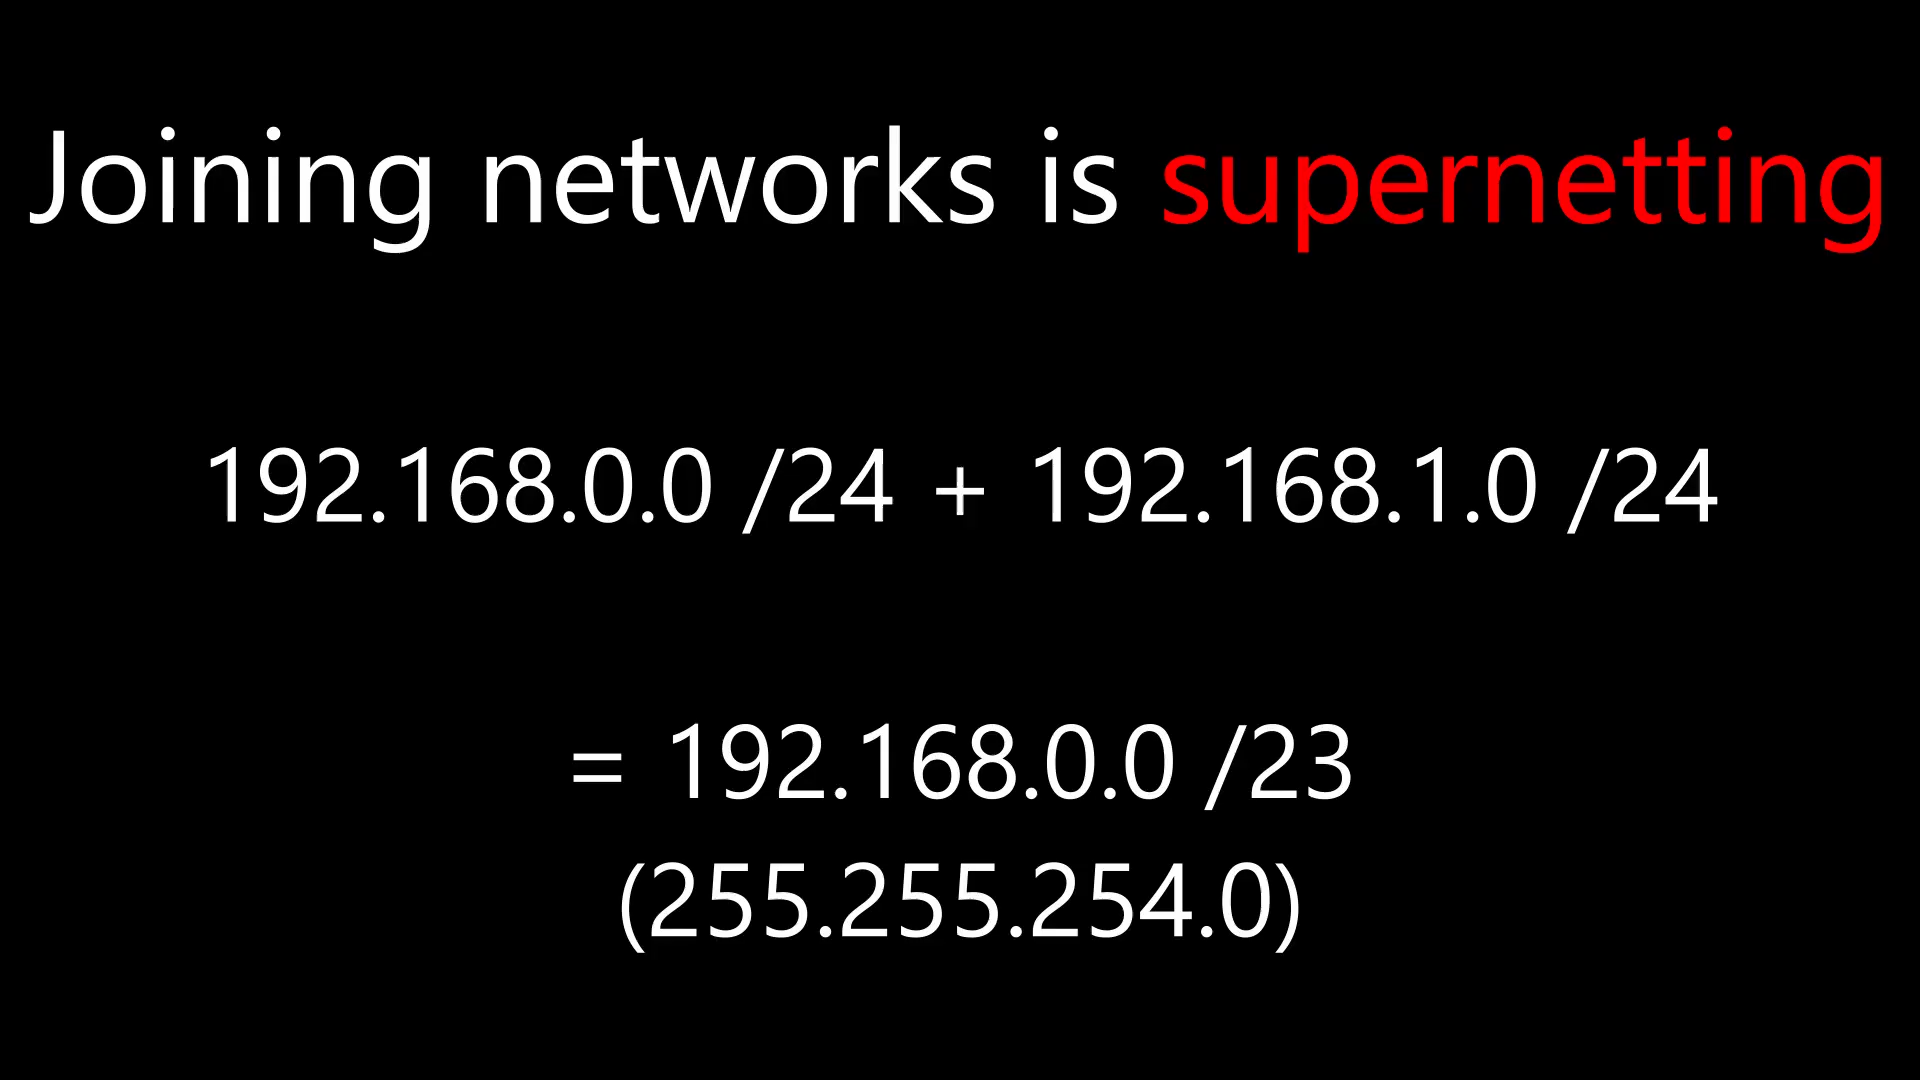 Joining networks is supernetting
192.168.0.0 /24 + 192.168.1.0 /24
= 192.168.0.0 /23
(255.255.254.0)